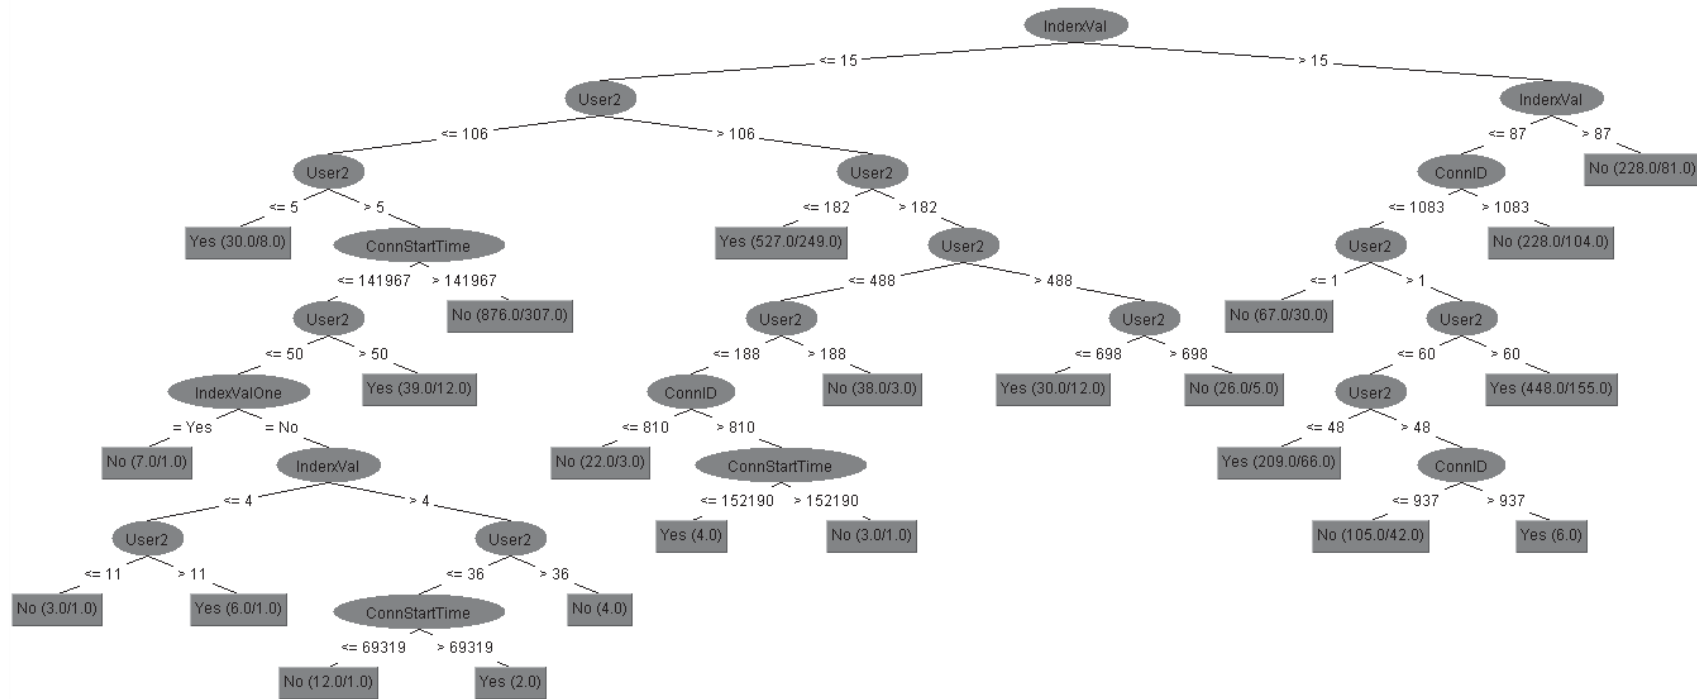 IndexVal
<= 15
> 15
User2
IndexVal
<= 106
> 106
<= 87
> 87
User2
User2
ConnID
No (228.0/81.0)
<= 5
> 5
<= 182
> 182
<= 1083
> 1083
Yes (30.0/8.0)
ConnStartTime
Yes (527.0/249.0)
User2
User2
No (228.0/104.0)
<= 141967
> 141967
<= 488
> 488
<= 1
> 1
User2
No (876.0/307.0)
User2
User2
No (67.0/30.0)
User2
<= 50
> 50
<= 188
> 188
<= 698
> 698
<= 60
> 60
IndexValOne
Yes (39.0/12.0)
ConnID
No (38.0/3.0)
Yes (30.0/12.0)
No (26.0/5.0)
User2
Yes (448.0/155.0)
= Yes
= No
<= 810
> 810
<= 48
> 48
No (7.0/1.0)
IndexVal
No (22.0/3.0)
ConnStartTime
Yes (209.0/66.0)
ConnID
<= 4
> 4
<= 152190
> 152190
<= 937
> 937
User2
User2
Yes (4.0)
No (3.0/1.0)
No (105.0/42.0)
Yes (6.0)
<= 11
> 11
<= 36
> 36
No (3.0/1.0)
Yes (6.0/1.0)
ConnStartTime
No (4.0)
<= 69319
> 69319
No (12.0/1.0)
Yes (2.0)